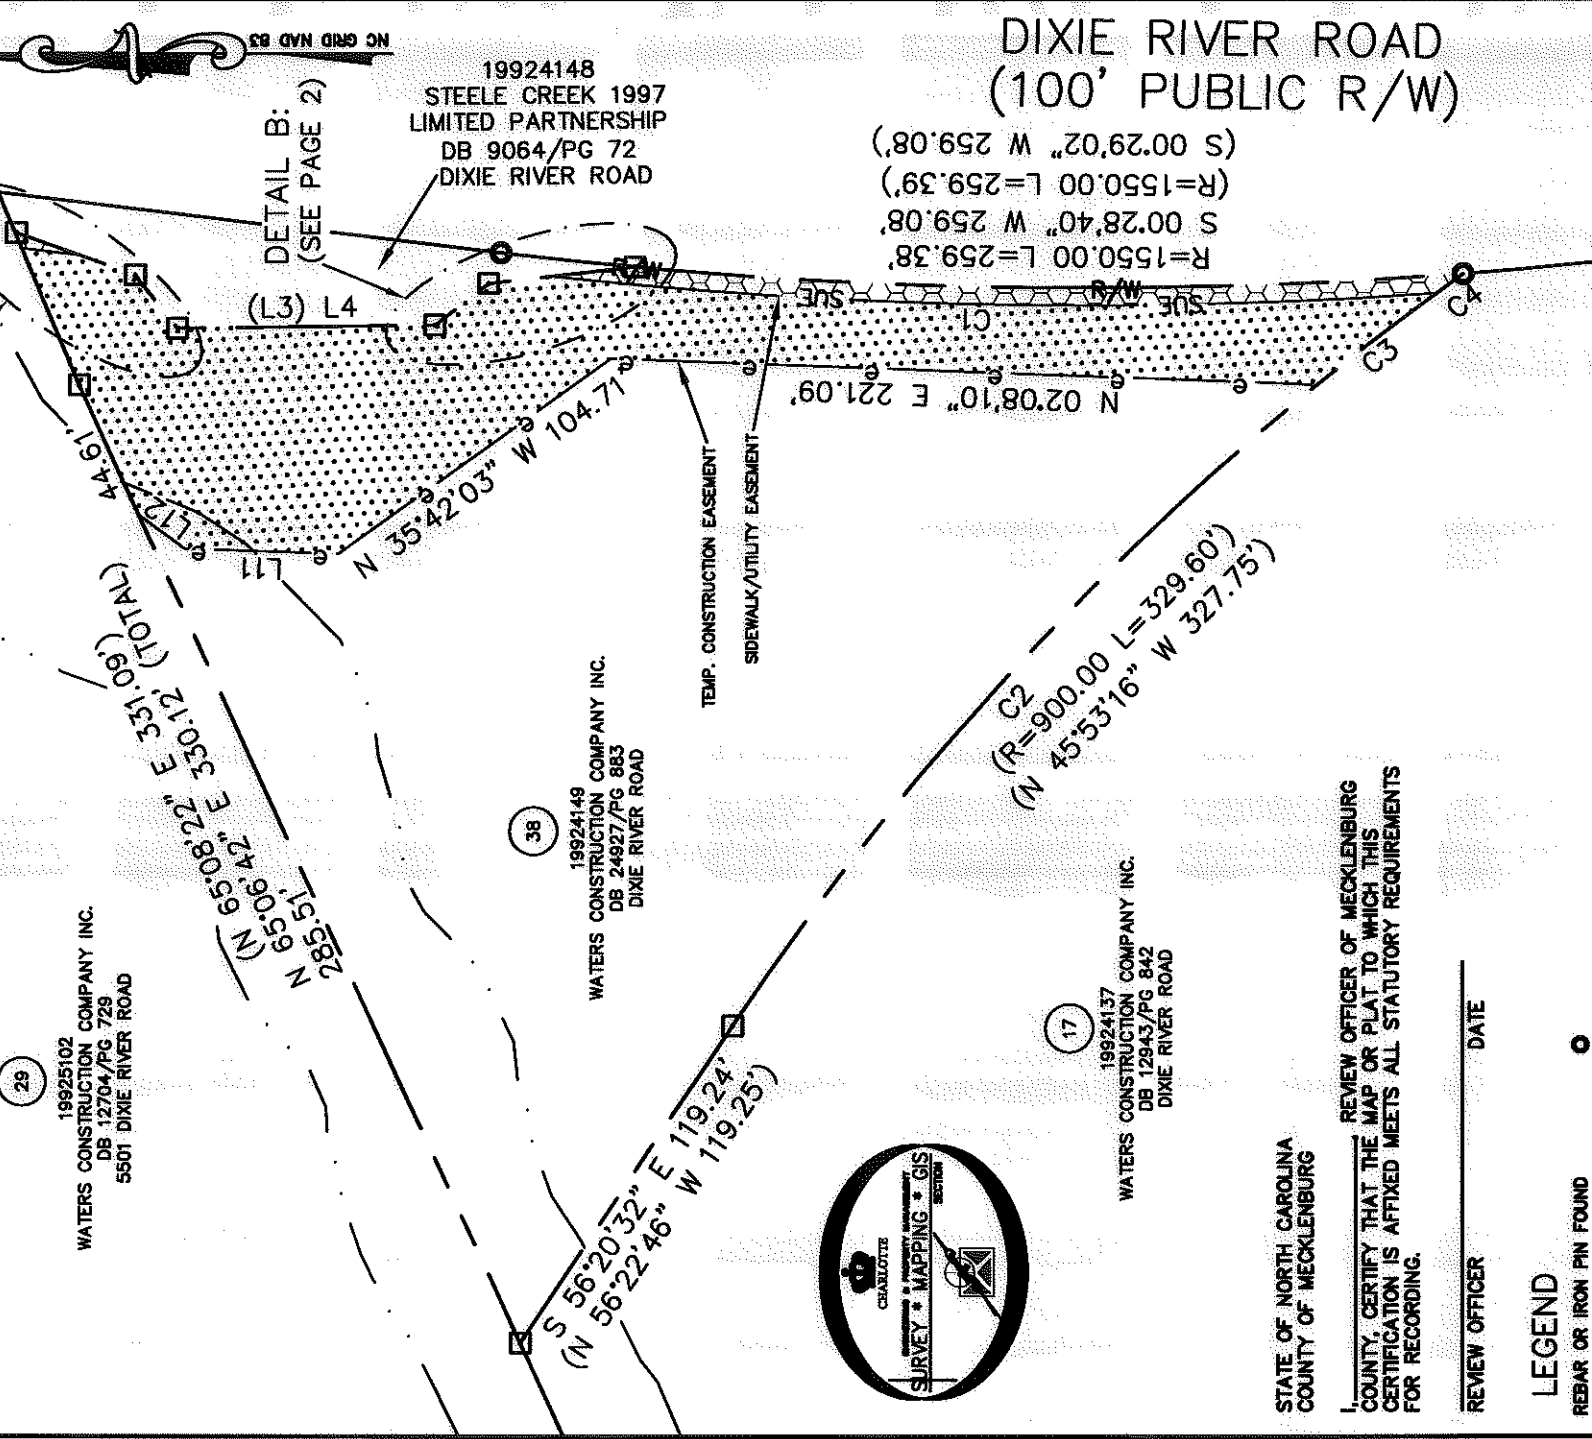 NC GRID NAD 83
19924148
STEELE CREEK 1997
LIMITED PARTNERSHIP
DB 9064/PG 72
DIXIE RIVER ROAD
DETAIL B:
(SEE PAGE 2)
DIXIE RIVER ROAD
(100' PUBLIC R/W)
(S 00°29'02" W 259.08')
(R=1550.00 L=259.39')
S 00°28'40" W 259.08'
R=1550.00 L=259.38'
(L3) L4
R/W
SUE
C1
R/W
SUE
C4
C3
N 02°08'10" E 221.09'
N 35°42'03" W 104.71'
44.61'
L12
L11
TEMP. CONSTRUCTION EASEMENT
SIDEWALK/UTILITY EASEMENT
(N 65°08'22" E 331.09')
N 65°06'42" E 330.12' (TOTAL)
285.51'
C2
(R=900.00 L=329.60')
(N 45°53'16" W 327.75')
38
19924149
WATERS CONSTRUCTION COMPANY INC.
DB 24927/PG 883
DIXIE RIVER ROAD
29
19925102
WATERS CONSTRUCTION COMPANY INC.
DB 12704/PG 729
5501 DIXIE RIVER ROAD
S 56°20'32" E 119.24'
(N 56°22'46" W 119.25')
17
19924137
WATERS CONSTRUCTION COMPANY INC.
DB 12943/PG 842
DIXIE RIVER ROAD
CHARLOTTE
ENGINEERING & PROPERTY MANAGEMENT
SURVEY * MAPPING * GIS
SECTION
STATE OF NORTH CAROLINA
COUNTY OF MECKLENBURG
I, REVIEW OFFICER OF MECKLENBURG
COUNTY, CERTIFY THAT THE MAP OR PLAT TO WHICH THIS
CERTIFICATION IS AFFIXED MEETS ALL STATUTORY REQUIREMENTS
FOR RECORDING.
REVIEW OFFICER DATE
LEGEND
REBAR OR IRON PIN FOUND